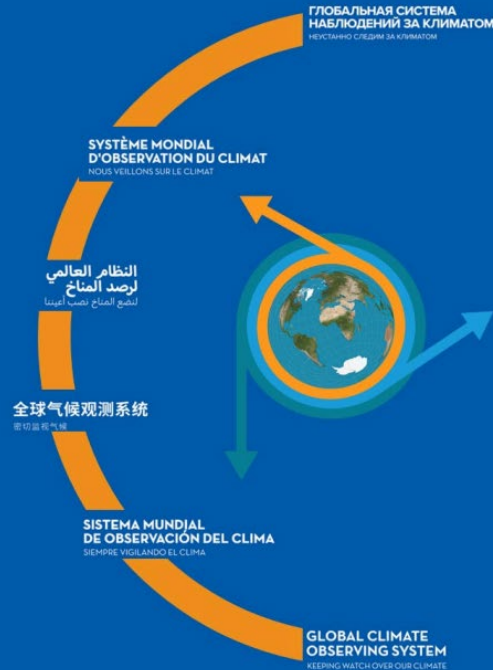 ГЛОБАЛЬНАЯ СИСТЕМА
НАБЛЮДЕНИЙ ЗА КЛИМАТОМ
НЕУСТАННО СЛЕДИМ ЗА КЛИМАТОМ
SYSTÈME MONDIAL
D'OBSERVATION DU CLIMAT
NOUS VEILLONS SUR LE CLIMAT
النظام العالمي
لرصد المناخ
لنضع المناخ نصب أعيننا
全球气候观测系统
密切监视气候
SISTEMA MUNDIAL
DE OBSERVACIÓN DEL CLIMA
SIEMPRE VIGILANDO EL CLIMA
GLOBAL CLIMATE
OBSERVING SYSTEM
KEEPING WATCH OVER OUR CLIMATE